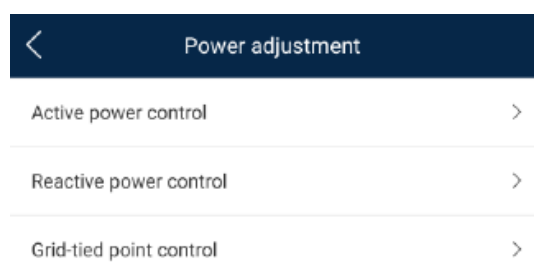 Power adjustment
Active power control
Reactive power control
Grid-tied point control